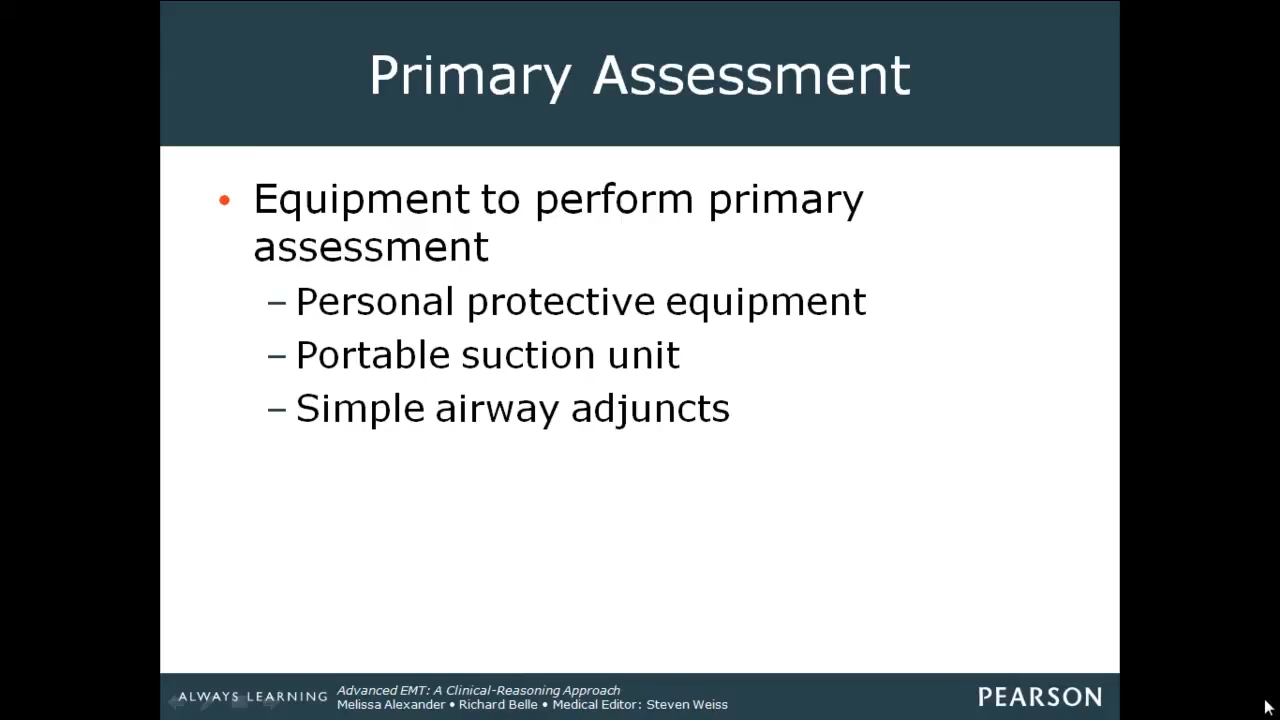 Primary Assessment
• Equipment to perform primary
assessment
– Personal protective equipment
– Portable suction unit
– Simple airway adjuncts
ALWAYS LEARNING
Advanced EMT: A Clinical-Reasoning Approach
Melissa Alexander • Richard Belle • Medical Editor: Steven Weiss
PEARSON